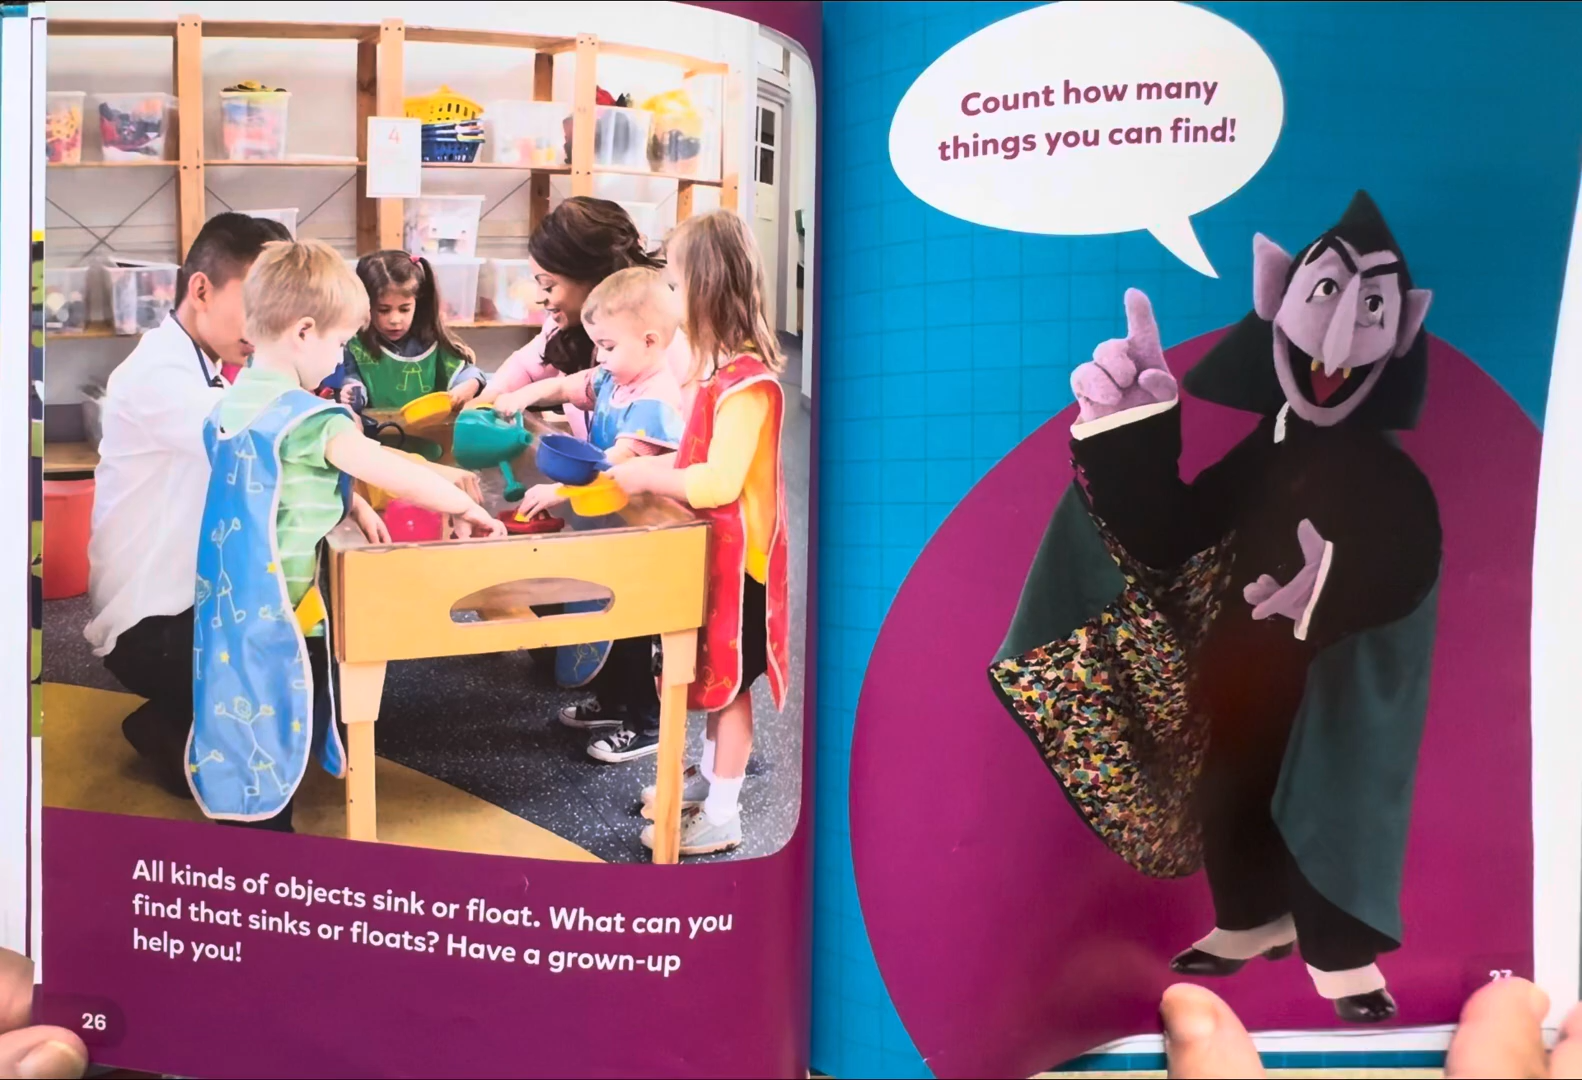 4
All kinds of objects sink or float. What can you
find that sinks or floats? Have a grown-up
help you!
26
Count how many
things you can find!
27